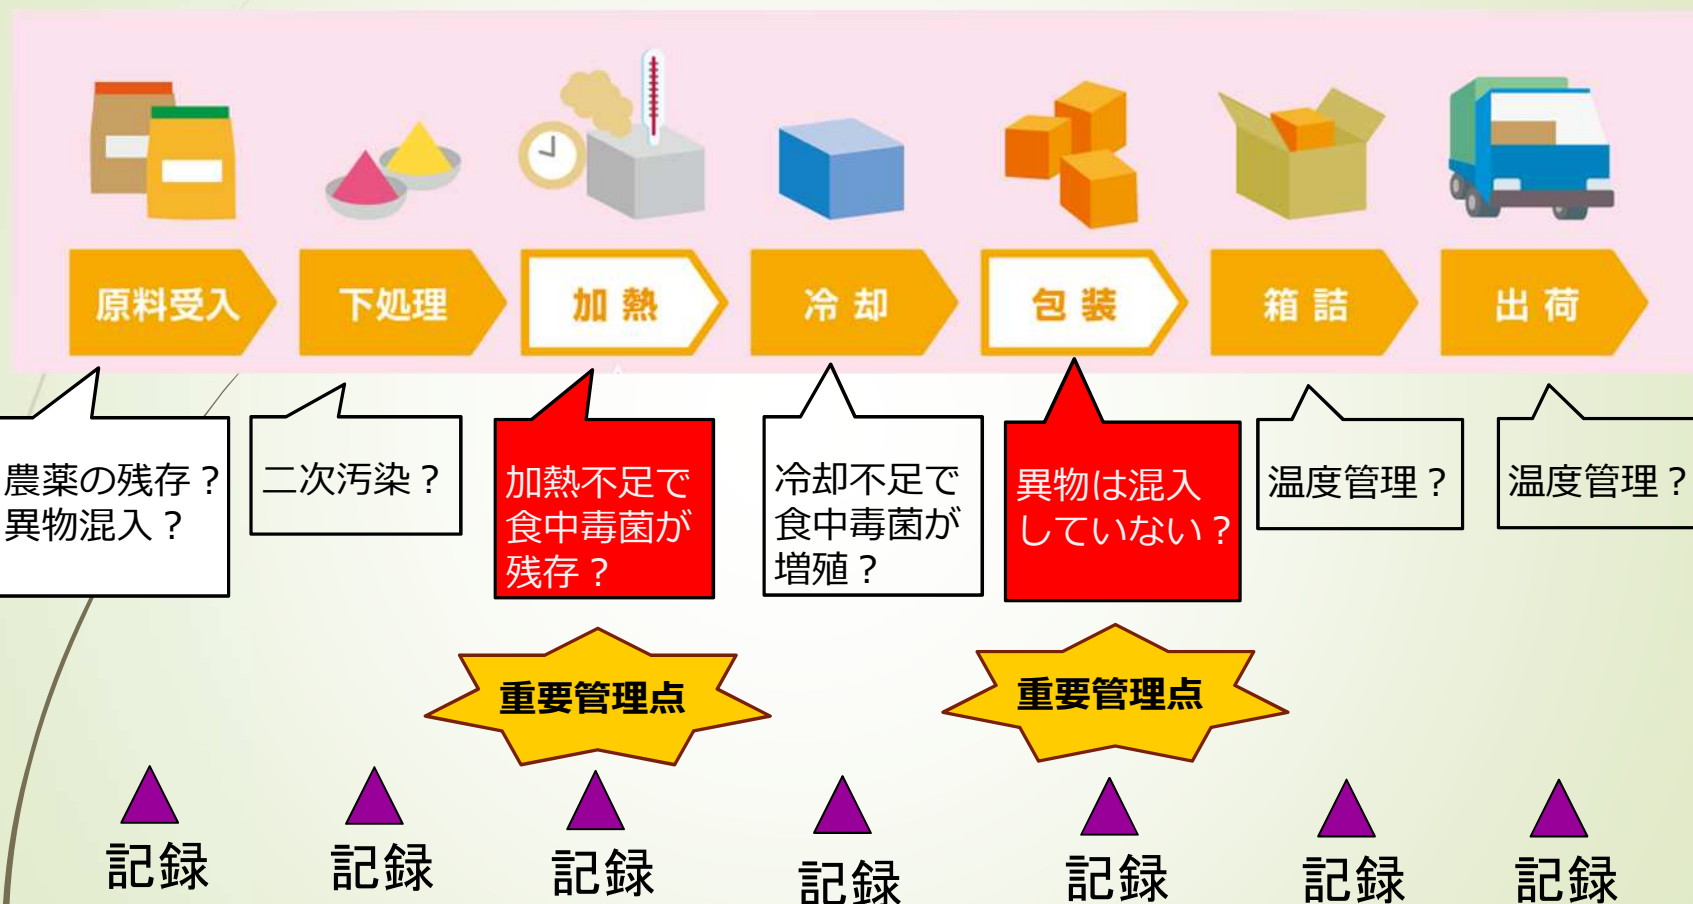 原料受入
下処理
加熱
冷却
包装
箱詰
出荷
農薬の残存？
異物混入？
二次汚染？
加熱不足で
食中毒菌が
残存？
冷却不足で
食中毒菌が
増殖？
異物は混入
していない？
温度管理？
温度管理？
重要管理点
重要管理点
記録
記録
記録
記録
記録
記録
記録